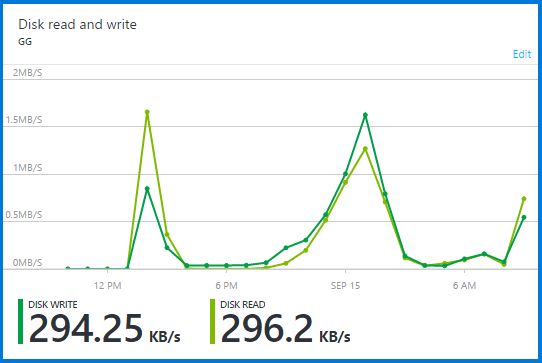 Disk read and write
GG
Edit
2MB/S
1.5MB/S
1MB/S
0.5MB/S
0MB/S
12 PM 6 PM SEP 15 6 AM
DISK WRITE DISK READ
294.25 KB/s 296.2 KB/s